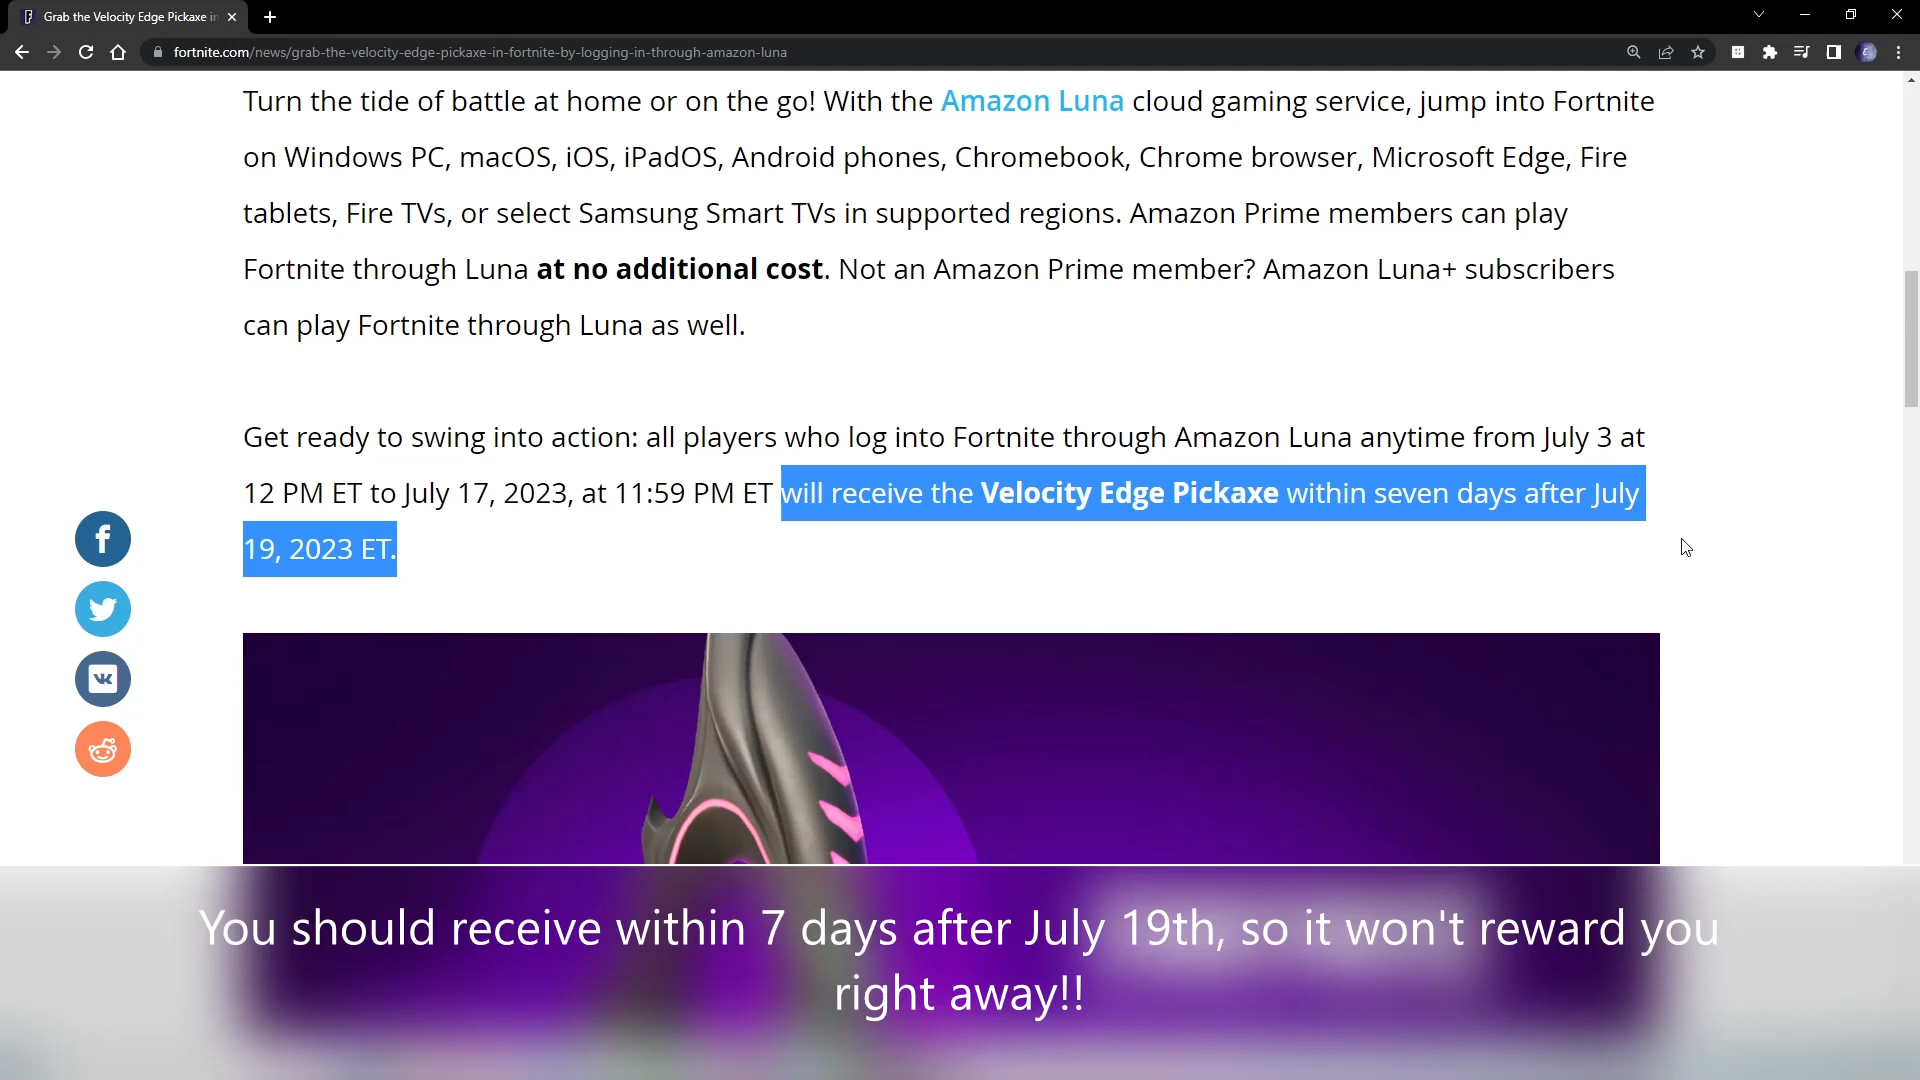 Grab the Velocity Edge Pickaxe in
fortnite.com/news/grab-the-velocity-edge-pickaxe-in-fortnite-by-logging-in-through-amazon-luna
Turn the tide of battle at home or on the go! With the Amazon Luna cloud gaming service, jump into Fortnite
on Windows PC, macOS, iOS, iPadOS, Android phones, Chromebook, Chrome browser, Microsoft Edge, Fire
tablets, Fire TVs, or select Samsung Smart TVs in supported regions. Amazon Prime members can play
Fortnite through Luna at no additional cost. Not an Amazon Prime member? Amazon Luna+ subscribers
can play Fortnite through Luna as well.
Get ready to swing into action: all players who log into Fortnite through Amazon Luna anytime from July 3 at
12 PM ET to July 17, 2023, at 11:59 PM ET will receive the Velocity Edge Pickaxe within seven days after July
19, 2023 ET.
You should receive within 7 days after July 19th, so it won't reward you
right away!!